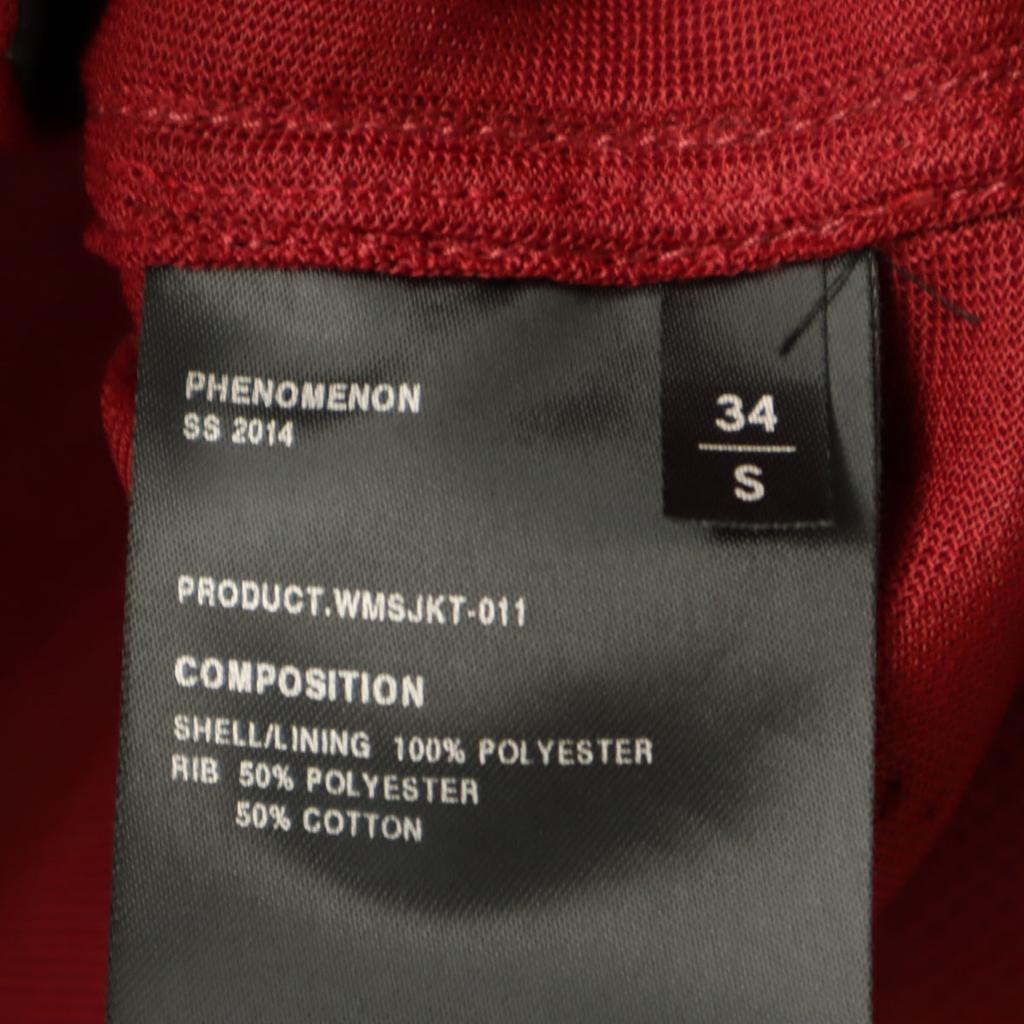 PHENOMENON
SS 2014
34
S
PRODUCT.WMSJKT-011
COMPOSITION
SHELL/LINING 100% POLYESTER
RIB 50% POLYESTER
50% COTTON